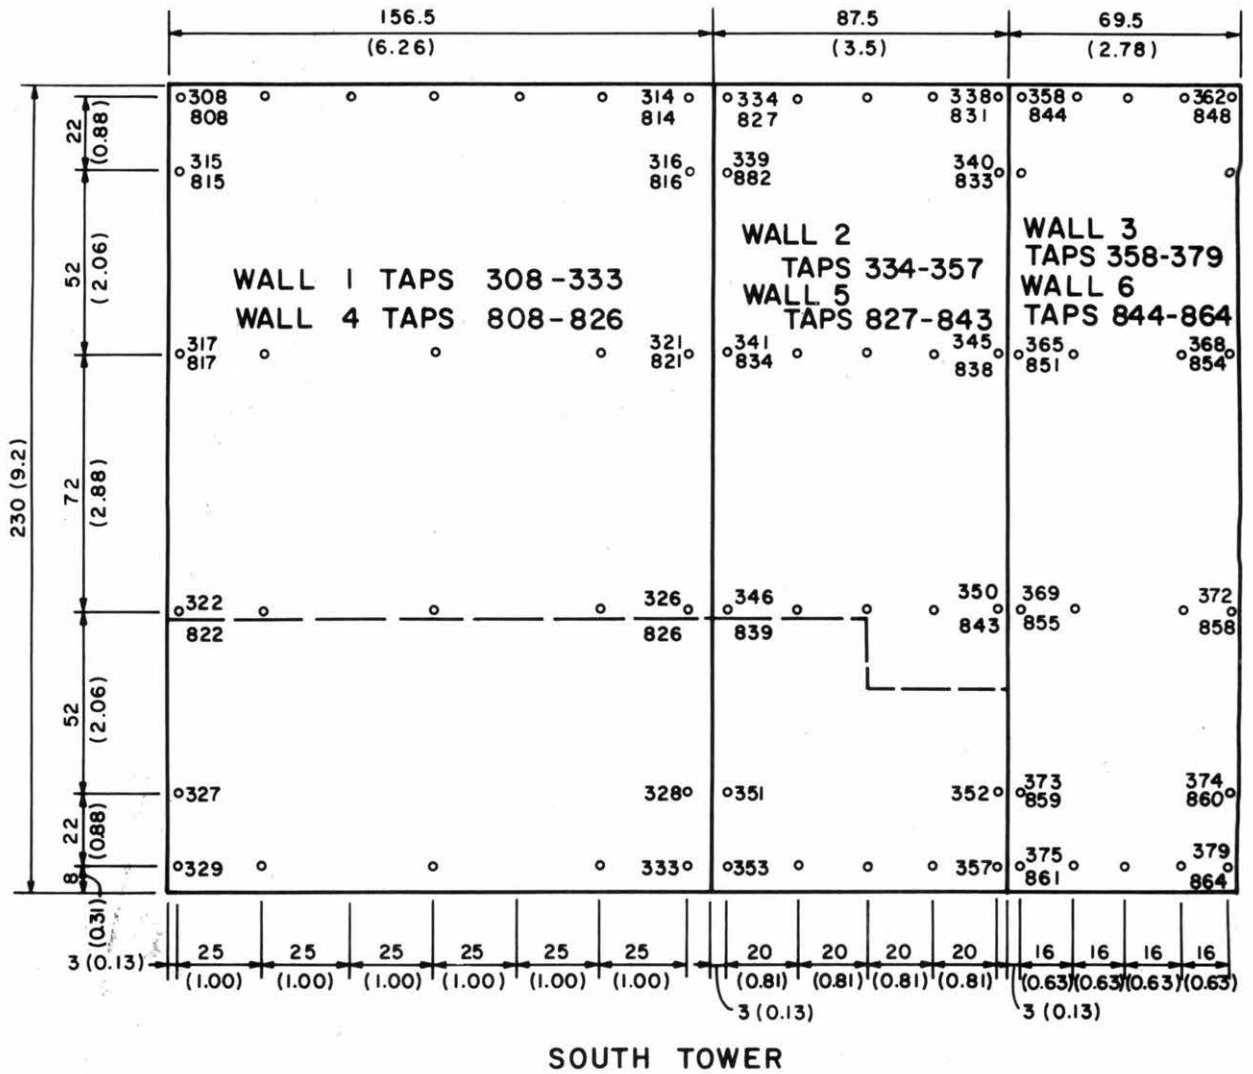 156.5 87.5 69.5
(6.26) (3.5) (2.78)
308 314 334 338 358 362
808 814 827 831 844 848
22
(0.88)
315 316 339 340
815 816 882 833
52
(2.06)
WALL 1 TAPS 308-333
WALL 4 TAPS 808-826
WALL 2
TAPS 334-357
WALL 5
TAPS 827-843
WALL 3
TAPS 358-379
WALL 6
TAPS 844-864
317 321 341 345 365 368
817 821 834 838 851 854
230 (9.2)
72
(2.88)
322 326 346 350 369 372
822 826 839 843 855 858
52
(2.06)
327 328 351 352 373 374
859 860
22
(0.88)
329 333 353 357 375 379
861 864
8
(0.31)
3 (0.13) 25 25 25 25 25 25 20 20 20 20 16 16 16 16
(1.00) (1.00) (1.00) (1.00) (1.00) (1.00) (0.81) (0.81) (0.81) (0.81) (0.63) (0.63) (0.63) (0.63)
3 (0.13) 3 (0.13)
SOUTH TOWER